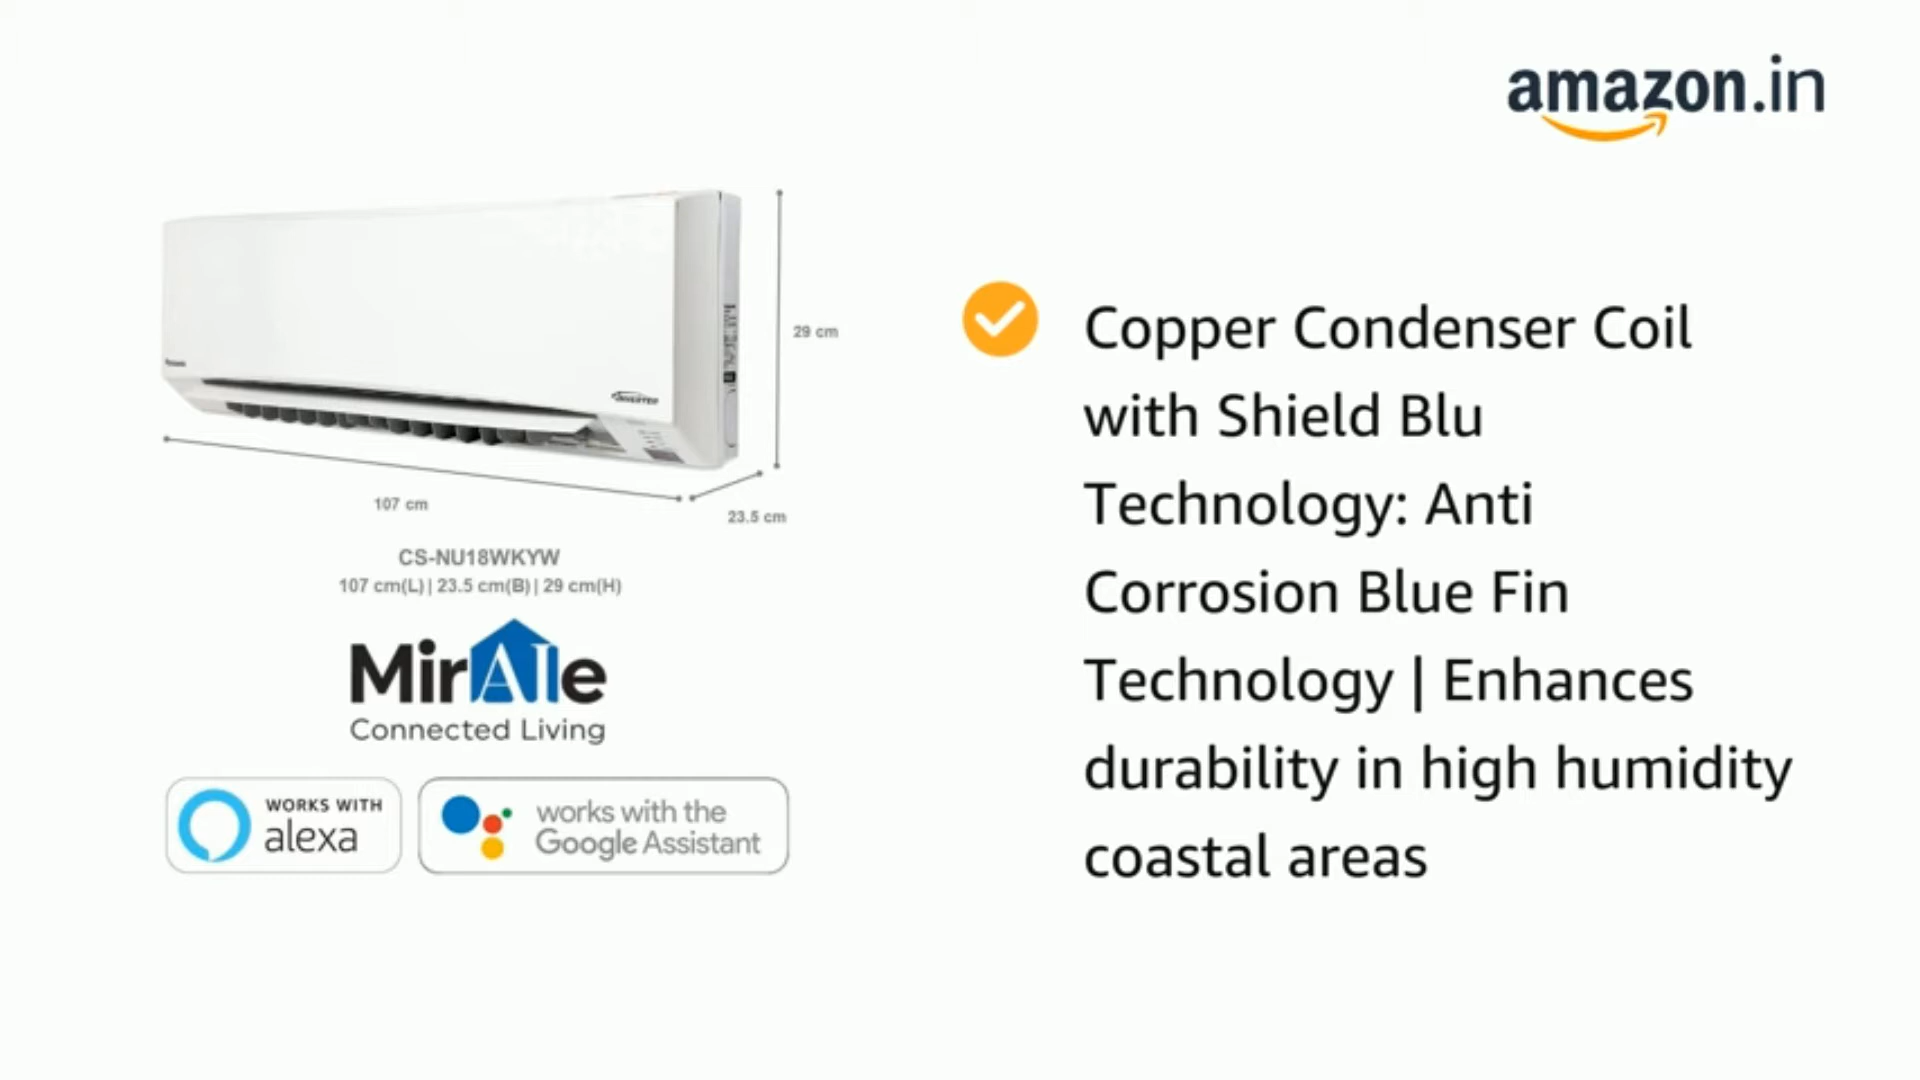 amazon.in
29 cm
107 cm
23.5 cm
CS-NU18WKYW
107 cm(L) | 23.5 cm(B) | 29 cm(H)
MirAIe
Connected Living
WORKS WITH
alexa
works with the
Google Assistant
INVERTER
Copper Condenser Coil
with Shield Blu
Technology: Anti
Corrosion Blue Fin
Technology | Enhances
durability in high humidity
coastal areas